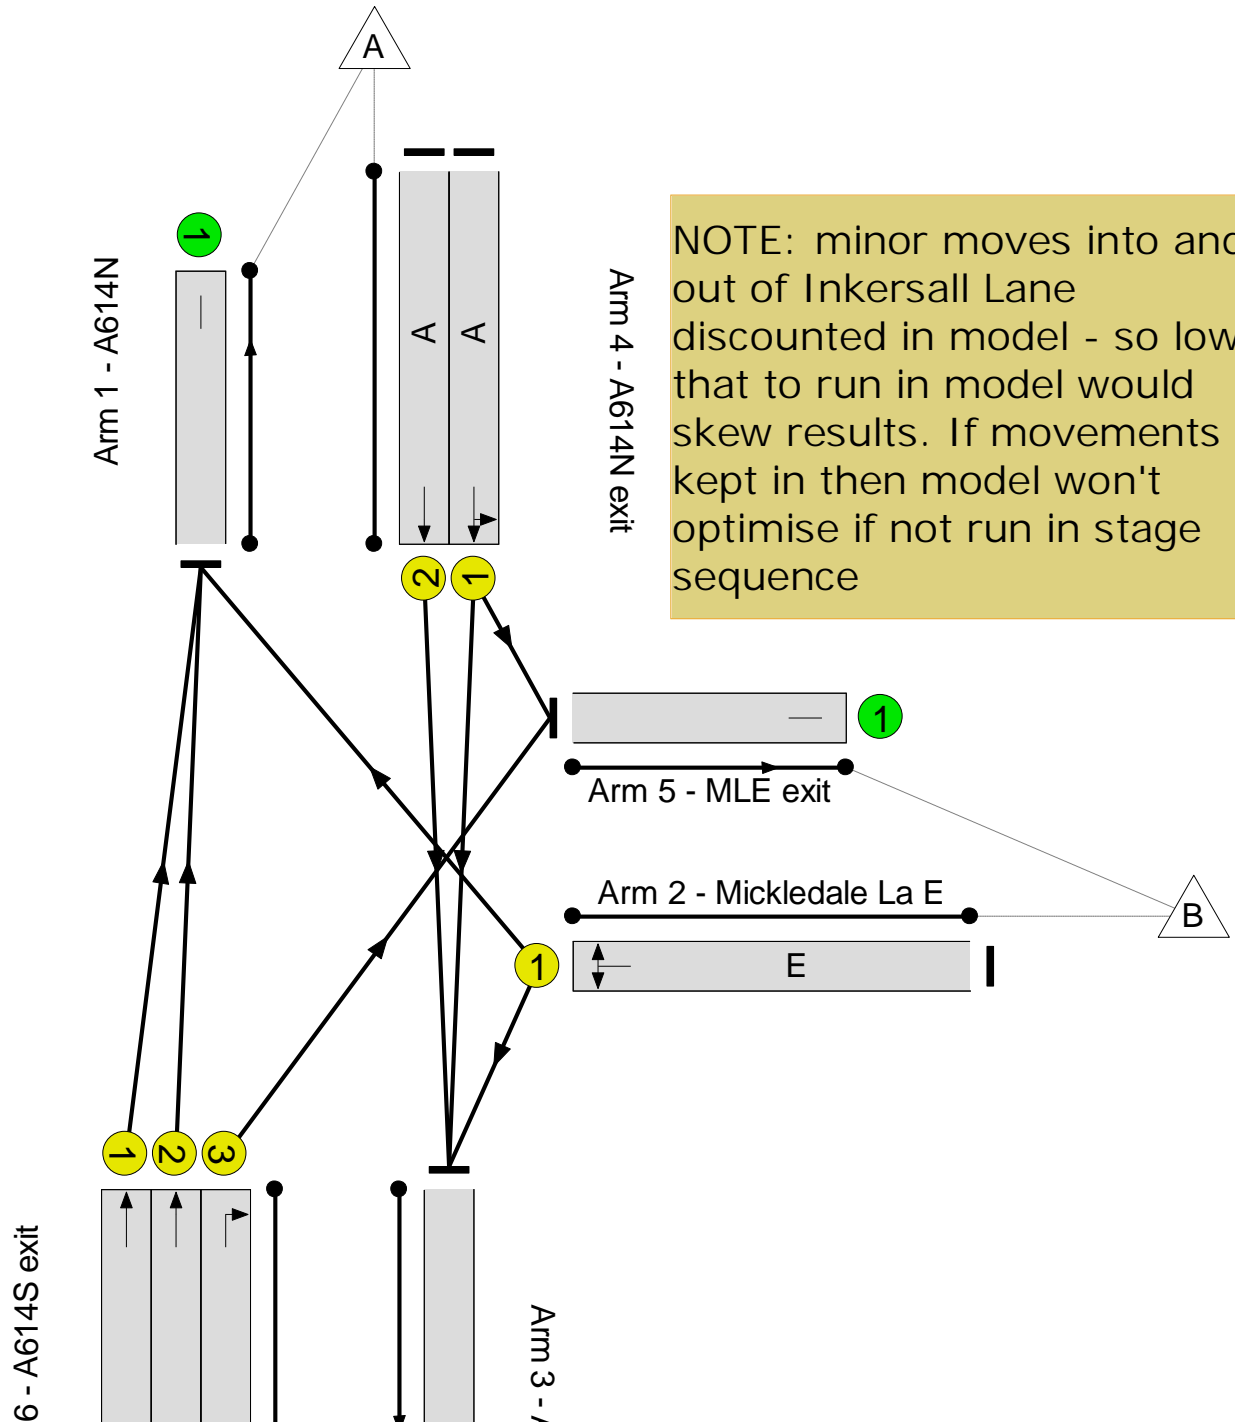 A
1
Arm 1 - A614N
A
A
Arm 4 - A614N exit
NOTE: minor moves into and
out of Inkersall Lane
discounted in model - so low
that to run in model would
skew results. If movements
kept in then model won't
optimise if not run in stage
sequence
2
1
1
Arm 5 - MLE exit
Arm 2 - Mickledale La E
B
1
E
1
2
3
6 - A614S exit
Arm 3 -